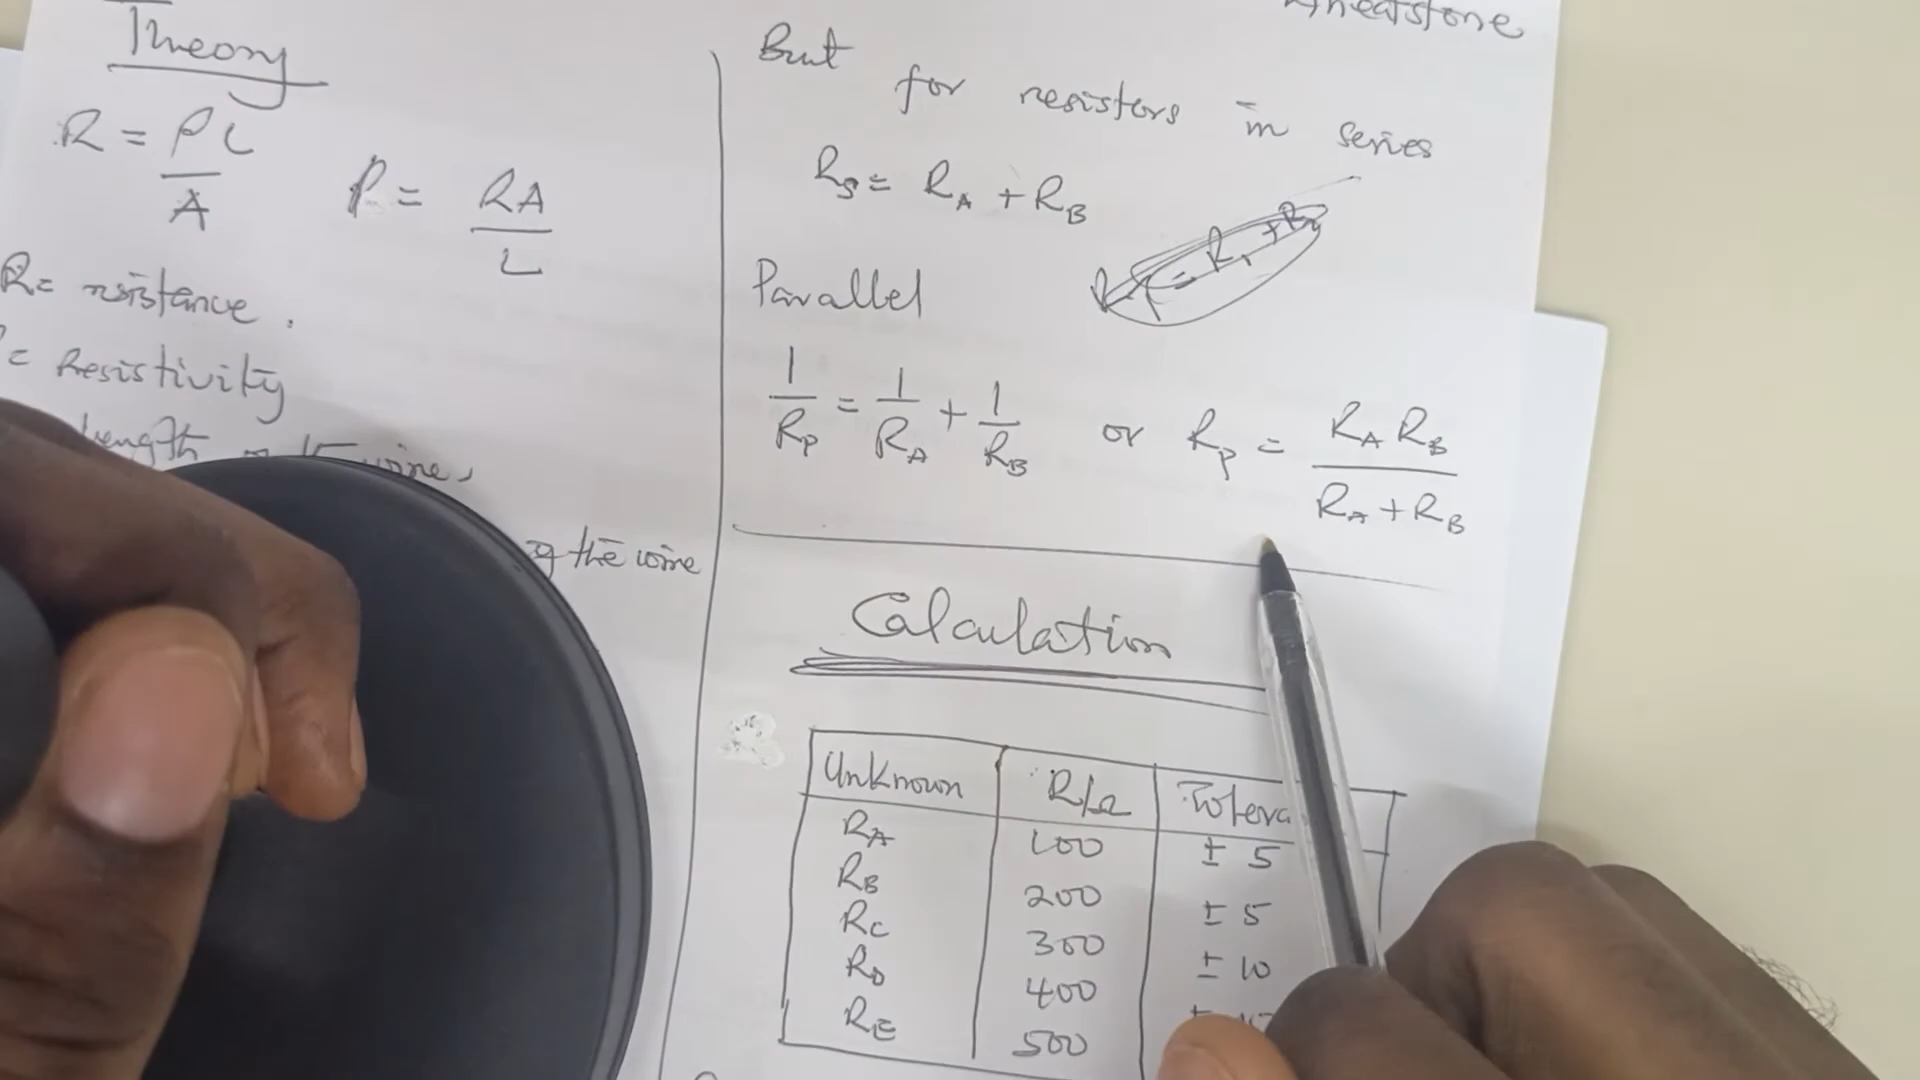 Theory
R = ρL/A    ρ = RA/L
R = resistance.
= Resistivity
length
of the wire
Wheatstone
But
for resistors in series
Rs = RA + RB
Parallel
1/Rp = 1/RA + 1/RB or Rp = RA RB/RA + RB
Calculation
Unknown R/Ω Tolera
RA 100 ± 5
RB 200 ± 5
RC 300 ± 10
RD 400
RE 500